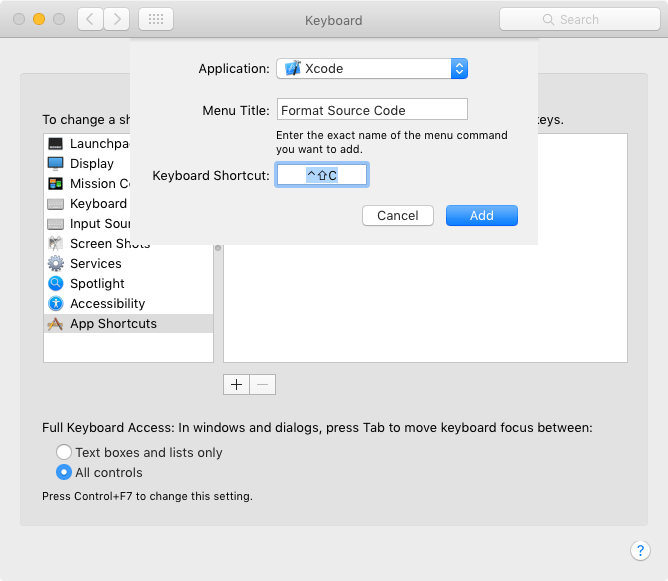 Keyboard
Search
Application: Xcode
Menu Title: Format Source Code
Enter the exact name of the menu command
you want to add.
Keyboard Shortcut: ^⇧C
Cancel Add
To change a sh
keys.
Launchpa
Display
Mission Co
Keyboard
Input Sour
Screen Shots
Services
Spotlight
Accessibility
App Shortcuts
+ −
Full Keyboard Access: In windows and dialogs, press Tab to move keyboard focus between:
Text boxes and lists only
All controls
Press Control+F7 to change this setting.
?